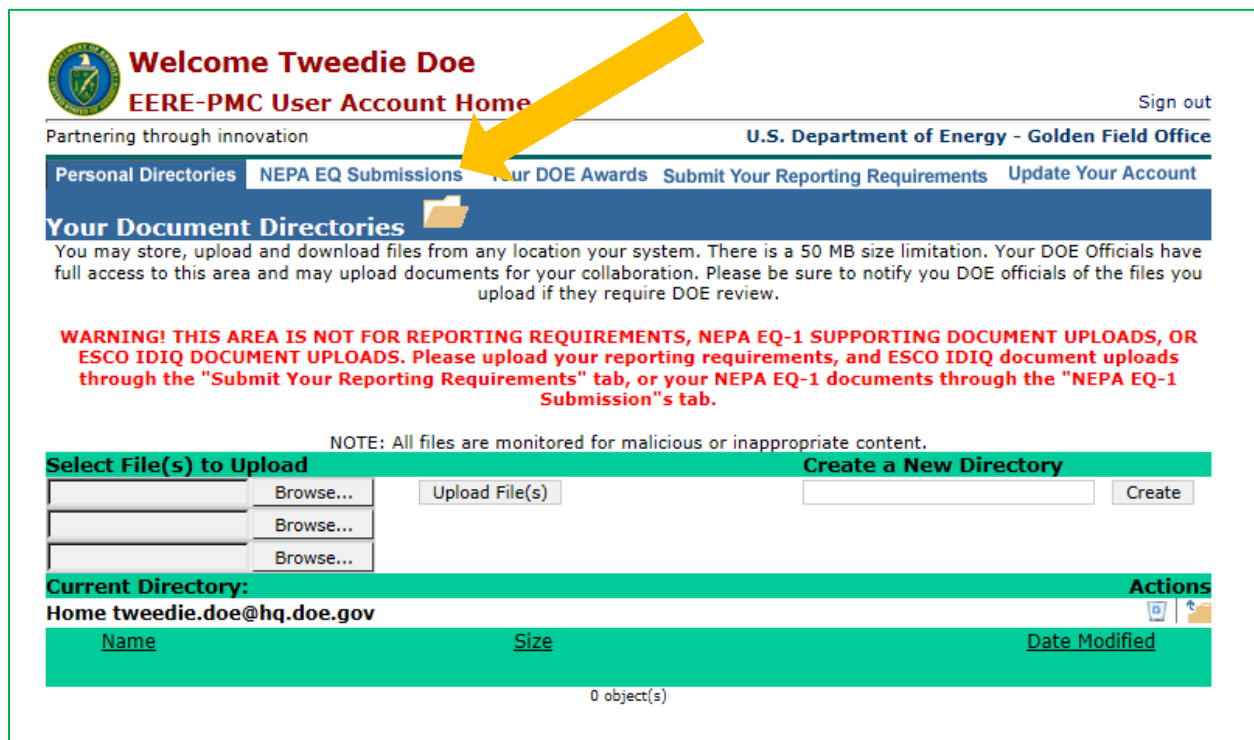 Welcome Tweedie Doe
EERE-PMC User Account Home
Sign out
Partnering through innovation
U.S. Department of Energy - Golden Field Office
Personal Directories NEPA EQ Submissions Your DOE Awards Submit Your Reporting Requirements Update Your Account
Your Document Directories
You may store, upload and download files from any location your system. There is a 50 MB size limitation. Your DOE Officials have
full access to this area and may upload documents for your collaboration. Please be sure to notify you DOE officials of the files you
upload if they require DOE review.
WARNING! THIS AREA IS NOT FOR REPORTING REQUIREMENTS, NEPA EQ-1 SUPPORTING DOCUMENT UPLOADS, OR
ESCO IDIQ DOCUMENT UPLOADS. Please upload your reporting requirements, and ESCO IDIQ document uploads
through the "Submit Your Reporting Requirements" tab, or your NEPA EQ-1 documents through the "NEPA EQ-1
Submission"s tab.
NOTE: All files are monitored for malicious or inappropriate content.
Select File(s) to Upload Create a New Directory
Browse... Upload File(s) Create
Browse...
Browse...
Current Directory: Actions
Home tweedie.doe@hq.doe.gov
Name Size Date Modified
0 object(s)